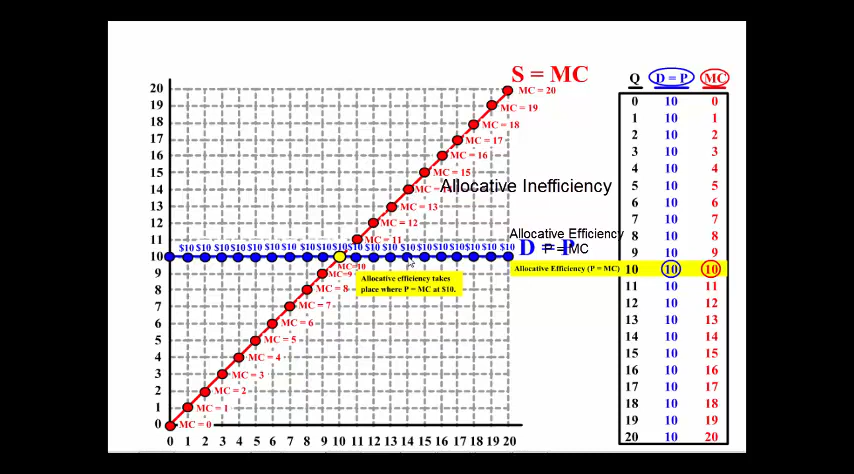 S = MC
Q D = P MC
20 MC = 20 0 10 0
19 MC = 19 1 10 1
18 MC = 18 2 10 2
17 MC = 17 3 10 3
16 MC = 16 4 10 4
15 MC = 15 5 10 5
14 Allocative Inefficiency 6 10 6
13 MC = 13 7 10 7
12 MC = 12 8 10 8
11 MC = 11 9 10 9
Allocative Efficiency
P = MC
$10 $10 $10 $10 $10 $10 $10 $10 $10 $10 $10 $10 $10 $10 $10 $10 $10 $10 $10 $10 D = P
10 MC=10 Allocative Efficiency (P = MC) 10 10 10
9 MC=9 11 10 11
Allocative efficiency takes
place where P = MC at $10.
8 MC = 8 12 10 12
7 MC = 7 13 10 13
6 MC = 6 14 10 14
5 MC = 5 15 10 15
4 MC = 4 16 10 16
3 MC = 3 17 10 17
2 MC = 2 18 10 18
1 MC = 1 19 10 19
0 MC = 0 20 10 20
0 1 2 3 4 5 6 7 8 9 10 11 12 13 14 15 16 17 18 19 20